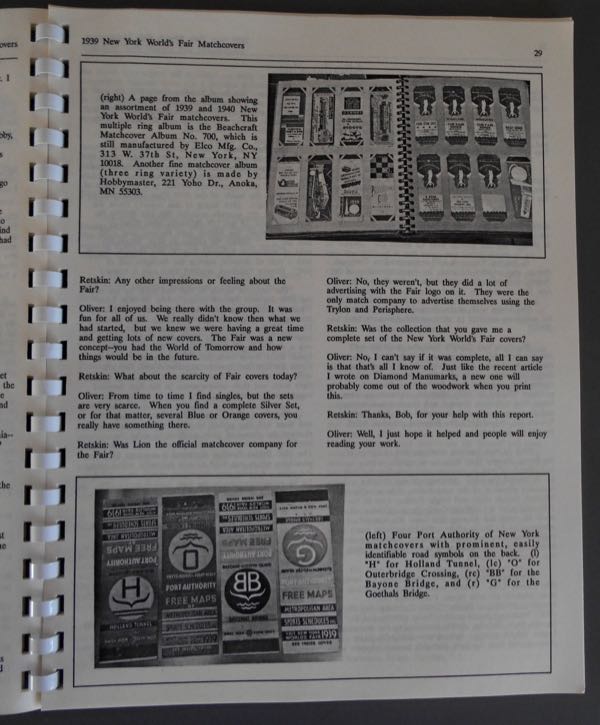 1939 New York World's Fair Matchcovers
29
(right) A page from the album showing
an assortment of 1939 and 1940 New
York World's Fair matchcovers. This
multiple ring album is the Beachcraft
Matchcover Album No. 700, which is
still manufactured by Elco Mfg. Co.,
313 W. 37th St, New York, NY
10018. Another fine matchcover album
(three ring variety) is made by
Hobbymaster, 221 Yoho Dr., Anoka,
MN 55303.
Retskin: Any other impressions or feeling about the
Fair?
Oliver: I enjoyed being there with the group. It was
fun for all of us. We really didn't know then what we
had started, but we knew we were having a great time
and getting lots of new covers. The Fair was a new
concept--you had the World of Tomorrow and how
things would be in the future.
Retskin: What about the scarcity of Fair covers today?
Oliver: From time to time I find singles, but the sets
are very scarce. When you find a complete Silver Set,
or for that matter, several Blue or Orange covers, you
really have something there.
Retskin: Was Lion the official matchcover company for
the Fair?
Oliver: No, they weren't, but they did a lot of
advertising with the Fair logo on it. They were the
only match company to advertise themselves using the
Trylon and Perisphere.
Retskin: Was the collection that you gave me a
complete set of the New York World's Fair covers?
Oliver: No, I can't say if it was complete, all I can say
is that that's all I know of. Just like the recent article
I wrote on Diamond Manumarks, a new one will
probably come out of the woodwork when you print
this.
Retskin: Thanks, Bob, for your help with this report.
Oliver: Well, I just hope it helped and people will enjoy
reading your work.
(left) Four Port Authority of New York
matchcovers with prominent, easily
identifiable road symbols on the back. (l)
"H" for Holland Tunnel, (lc) "O" for
Outerbridge Crossing, (rc) "BB" for the
Bayone Bridge, and (r) "G" for the
Goethals Bridge.
FREE MAPS
PORT AUTHORITY
H
HOLLAND TUNNEL
PORT AUTHORITY
FREE MAPS
PORT AUTHORITY
BB
FREE MAPS
G
PORT AUTHORITY
FREE MAPS
METROPOLITAN AREA
SPORTS SCHEDULES
1939